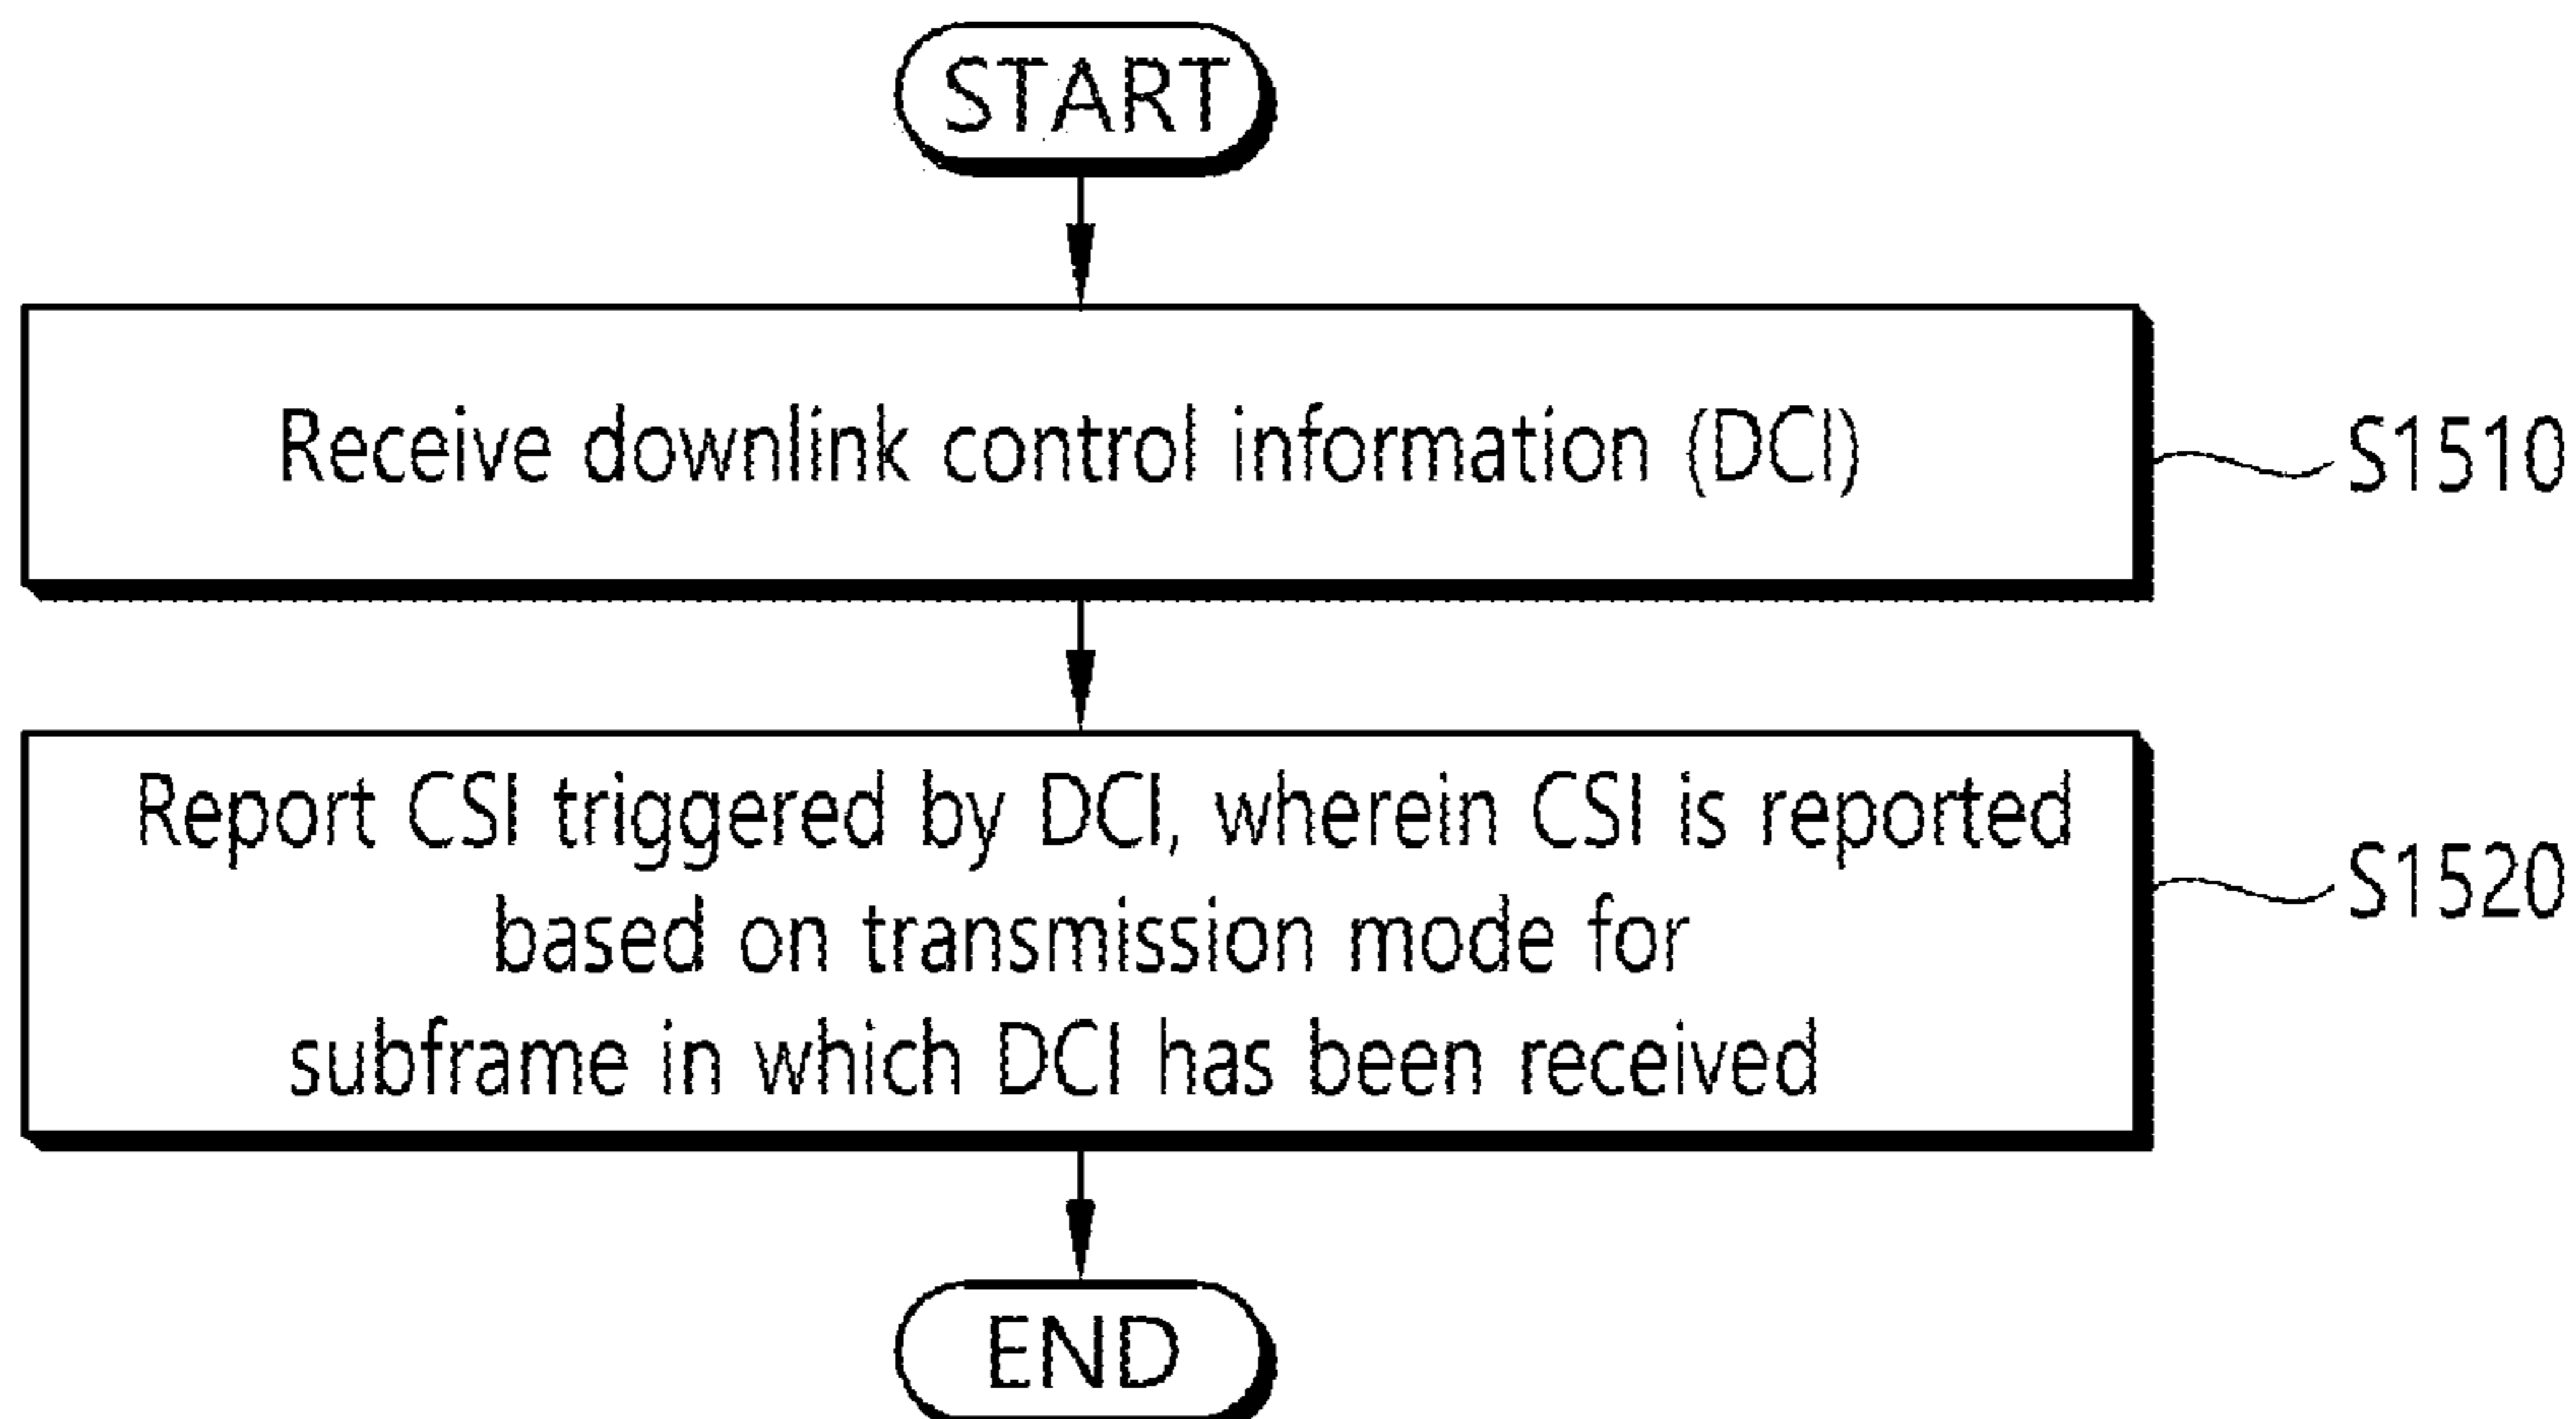 START
Receive downlink control information (DCI)
S1510
Report CSI triggered by DCI, wherein CSI is reported
based on transmission mode for
subframe in which DCI has been received
S1520
END